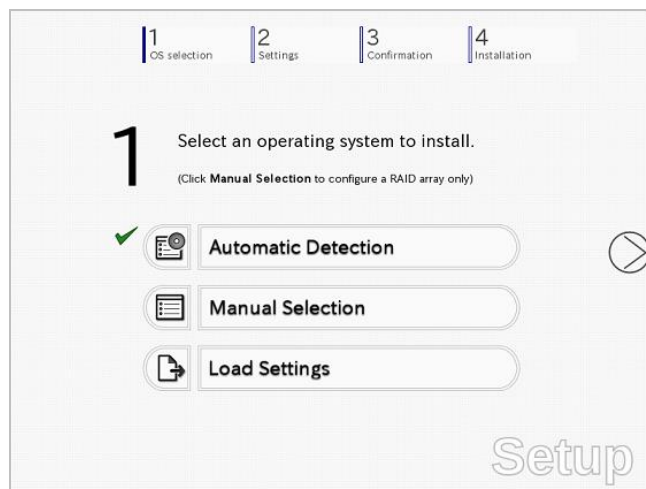 1 2 3 4
OS selection Settings Confirmation Installation
1 Select an operating system to install.
(Click Manual Selection to configure a RAID array only)
Automatic Detection
Manual Selection
Load Settings
Setup